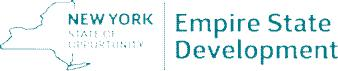 NEW YORK
STATE OF
OPPORTUNITY
Empire State
Development